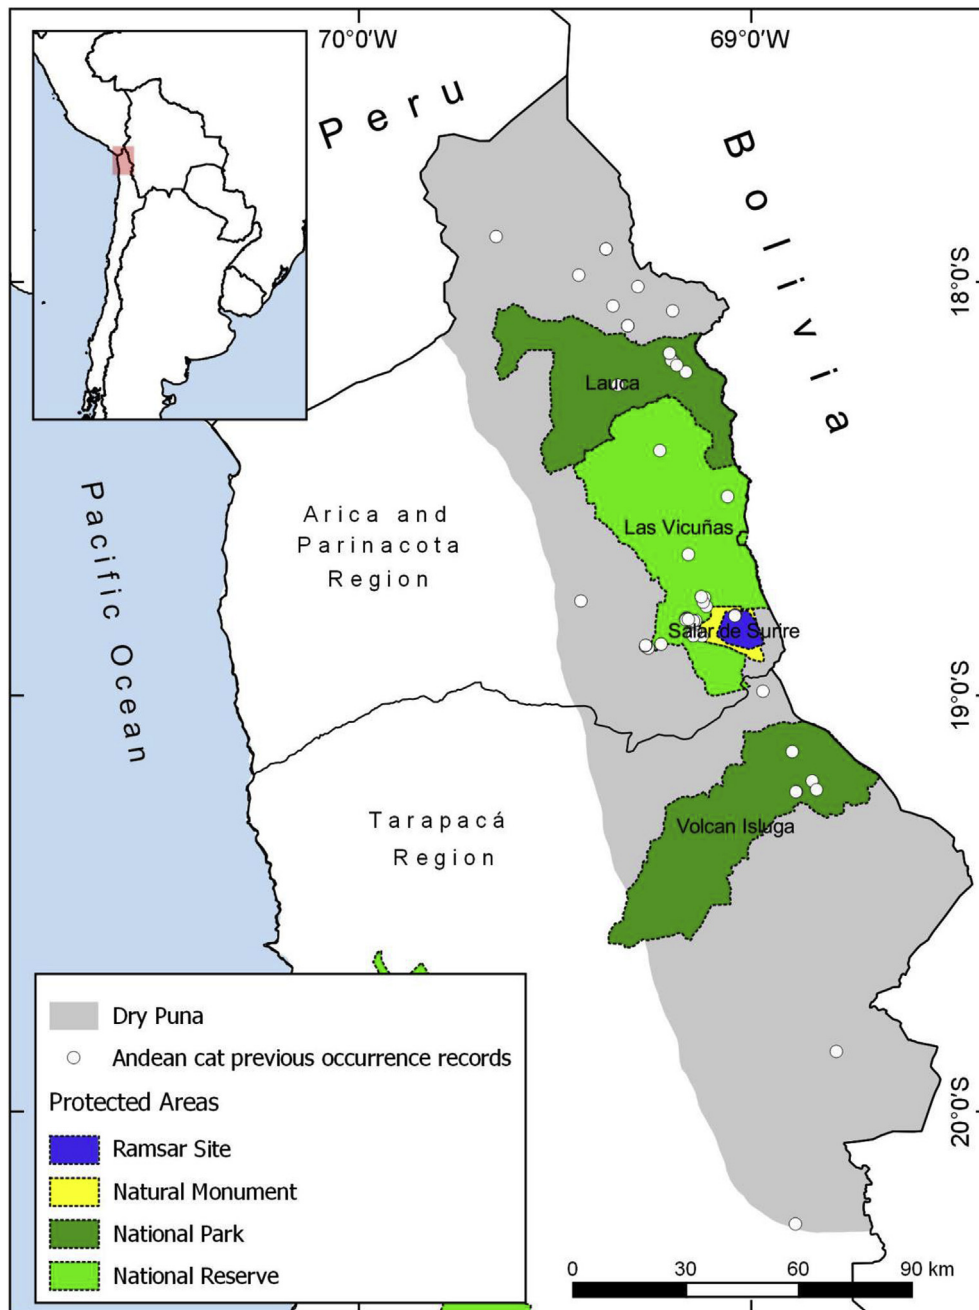 70°0'W
69°0'W
Peru
Bolivia
18°0'S
Lauca
Pacific Ocean
Arica and
Parinacota
Region
Las Vicuñas
Salar de Surire
19°0'S
Tarapacá
Region
Volcan Isluga
Dry Puna
Andean cat previous occurrence records
Protected Areas
Ramsar Site
Natural Monument
National Park
National Reserve
20°0'S
0 30 60 90 km